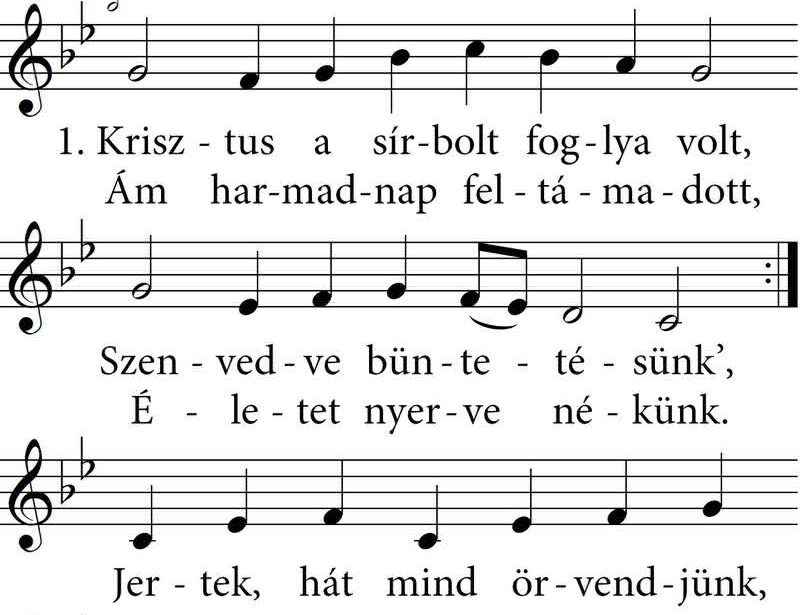 1. Krisz - tus a sír-bolt fog-lya volt,
Ám har-mad-nap fel - tá - ma - dott,
Szen - ved - ve bün - te - té - sünk’,
É - le - tet nyer - ve né - künk.
Jer - tek, hát mind ör - vend - jünk,